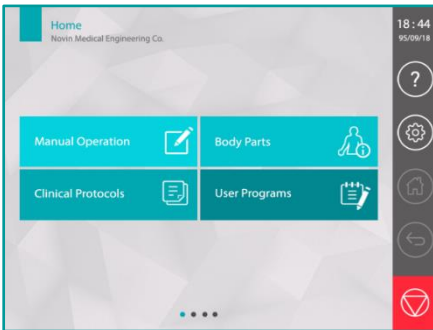 Home
Novin Medical Engineering Co.
18:44
95/09/18
?
Manual Operation
Body Parts
Clinical Protocols
User Programs